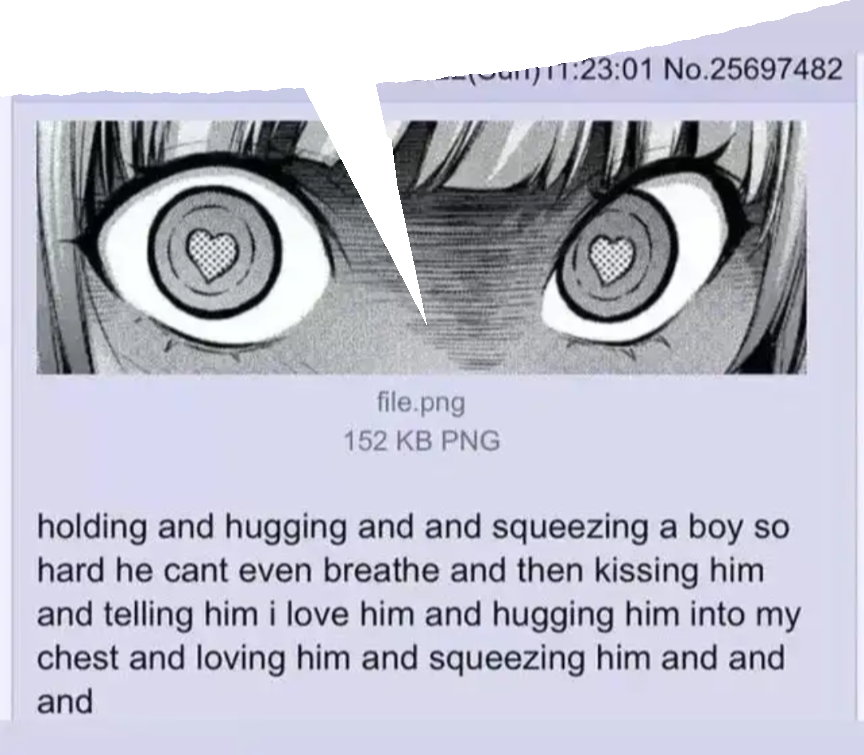 11:23:01 No.25697482
file.png
152 KB PNG
holding and hugging and and squeezing a boy so
hard he cant even breathe and then kissing him
and telling him i love him and hugging him into my
chest and loving him and squeezing him and and
and